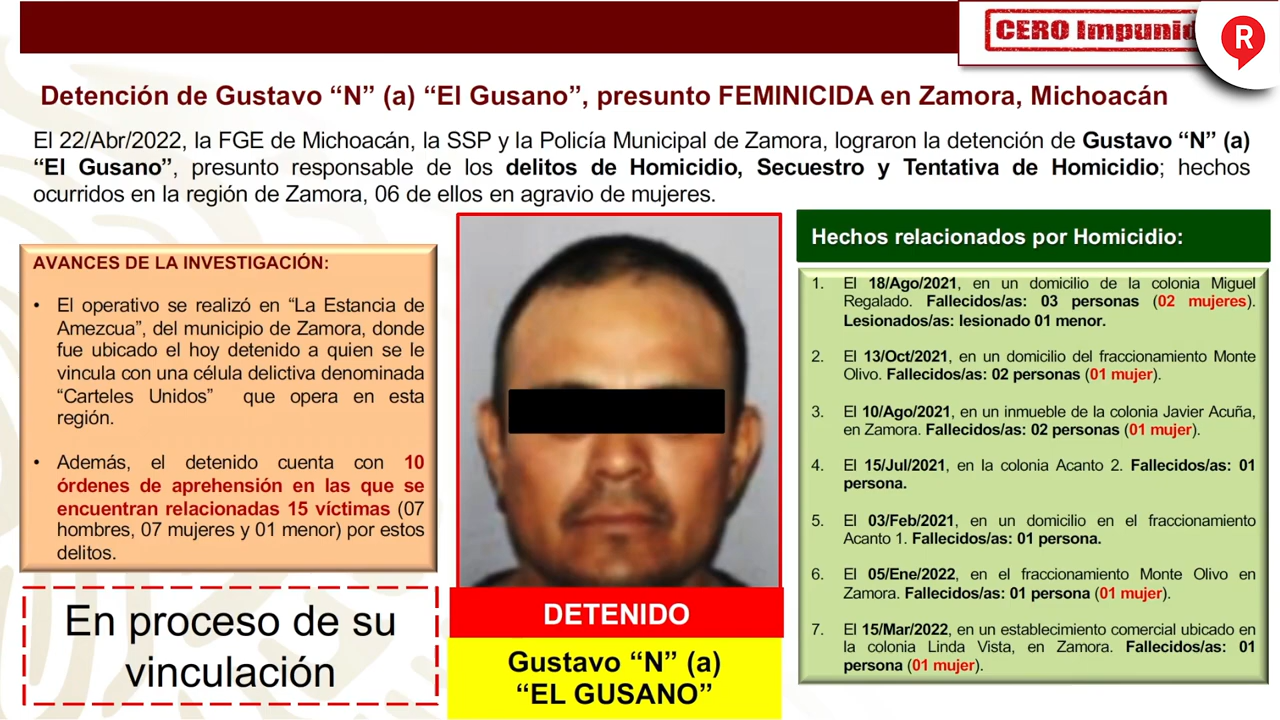 CERO Impunid
R
Detención de Gustavo “N” (a) “El Gusano”, presunto FEMINICIDA en Zamora, Michoacán
El 22/Abr/2022, la FGE de Michoacán, la SSP y la Policía Municipal de Zamora, lograron la detención de Gustavo “N” (a)
“El Gusano”, presunto responsable de los delitos de Homicidio, Secuestro y Tentativa de Homicidio; hechos
ocurridos en la región de Zamora, 06 de ellos en agravio de mujeres.
AVANCES DE LA INVESTIGACIÓN:
• El operativo se realizó en “La Estancia de
Amezcua”, del municipio de Zamora, donde
fue ubicado el hoy detenido a quien se le
vincula con una célula delictiva denominada
“Carteles Unidos” que opera en esta
región.
• Además, el detenido cuenta con 10
órdenes de aprehensión en las que se
encuentran relacionadas 15 víctimas (07
hombres, 07 mujeres y 01 menor) por estos
delitos.
En proceso de su
vinculación
DETENIDO
Gustavo “N” (a)
“EL GUSANO”
Hechos relacionados por Homicidio:
1. El 18/Ago/2021, en un domicilio de la colonia Miguel
Regalado. Fallecidos/as: 03 personas (02 mujeres).
Lesionados/as: lesionado 01 menor.
2. El 13/Oct/2021, en un domicilio del fraccionamiento Monte
Olivo. Fallecidos/as: 02 personas (01 mujer).
3. El 10/Ago/2021, en un inmueble de la colonia Javier Acuña,
en Zamora. Fallecidos/as: 02 personas (01 mujer).
4. El 15/Jul/2021, en la colonia Acanto 2. Fallecidos/as: 01
persona.
5. El 03/Feb/2021, en un domicilio en el fraccionamiento
Acanto 1. Fallecidos/as: 01 persona.
6. El 05/Ene/2022, en el fraccionamiento Monte Olivo en
Zamora. Fallecidos/as: 01 persona (01 mujer).
7. El 15/Mar/2022, en un establecimiento comercial ubicado en
la colonia Linda Vista, en Zamora. Fallecidos/as: 01
persona (01 mujer).